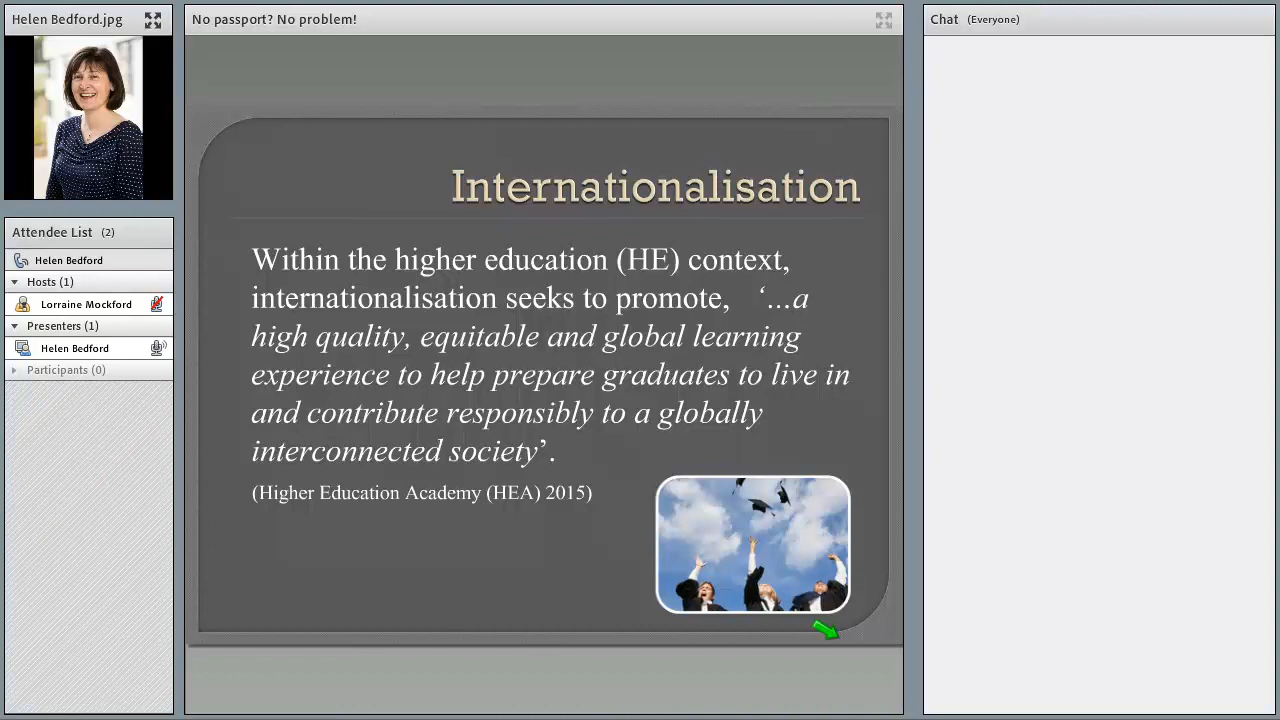 Helen Bedford.jpg
Attendee List (2)
Helen Bedford
Hosts (1)
Lorraine Mockford
Presenters (1)
Helen Bedford
Participants (0)
No passport? No problem!
Internationalisation
Within the higher education (HE) context,
internationalisation seeks to promote, ‘…a
high quality, equitable and global learning
experience to help prepare graduates to live in
and contribute responsibly to a globally
interconnected society’.
(Higher Education Academy (HEA) 2015)
Chat (Everyone)